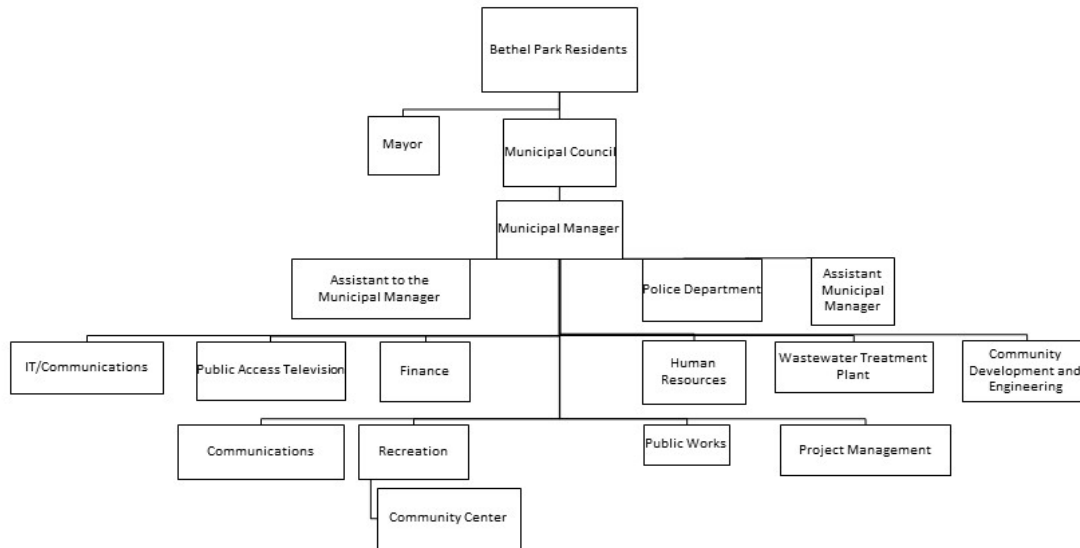 Bethel Park Residents
Mayor
Municipal Council
Municipal Manager
Assistant to the
Municipal Manager
Police Department
Assistant
Municipal
Manager
IT/Communications
Public Access Television
Finance
Human
Resources
Wastewater Treatment
Plant
Community
Development and
Engineering
Communications
Recreation
Public Works
Project Management
Community Center